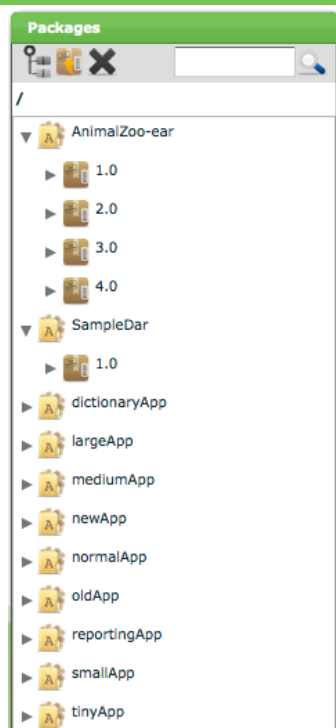 Packages
/
AnimalZoo-ear
1.0
2.0
3.0
4.0
SampleDar
1.0
dictionaryApp
largeApp
mediumApp
newApp
normalApp
oldApp
reportingApp
smallApp
tinyApp